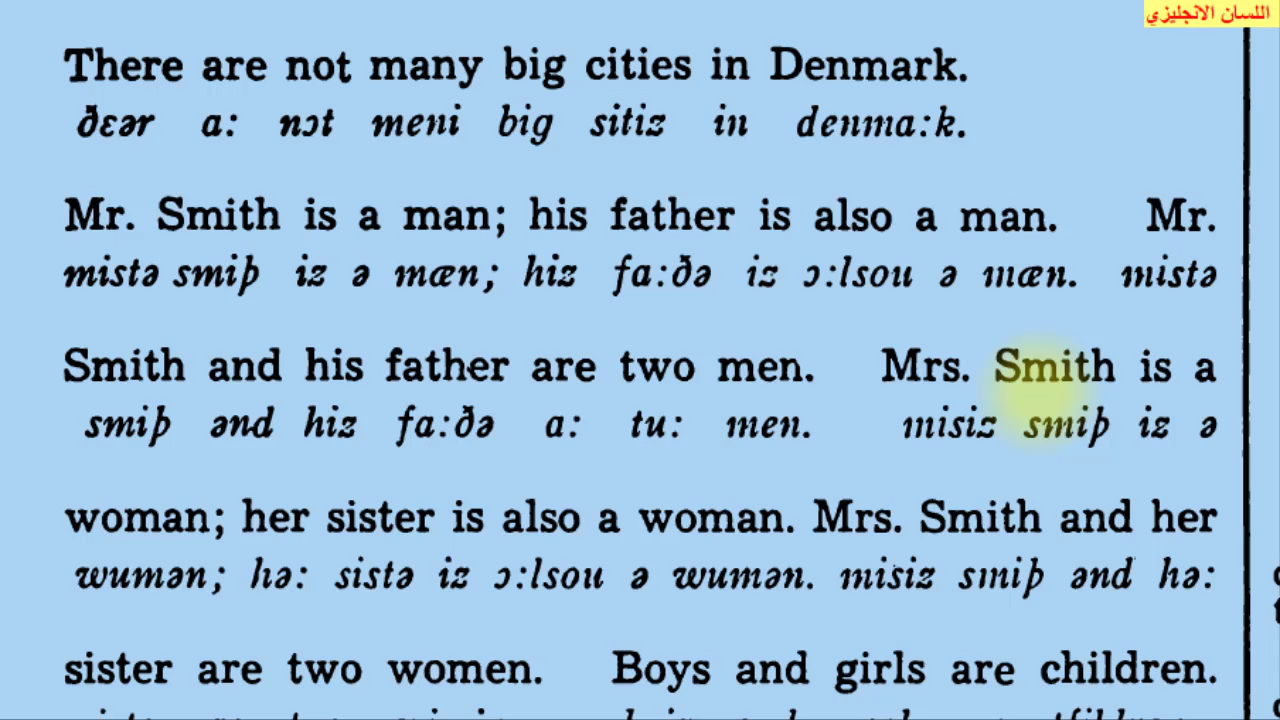 اللسان الانجليزي
There are not many big cities in Denmark.
ðɛər a: nɔt meni big sitiz in denma:k.
Mr. Smith is a man; his father is also a man. Mr.
mistə smiþ iz ə mæn; hiz fa:ðə iz ɔ:lsou ə mæn. mistə
Smith and his father are two men. Mrs. Smith is a
smiþ ənd hiz fa:ðə a: tu: men. misiz smiþ iz ə
woman; her sister is also a woman. Mrs. Smith and her
wumən; hə: sistə iz ɔ:lsou ə wumən. misiz smiþ ənd hə:
sister are two women. Boys and girls are children.